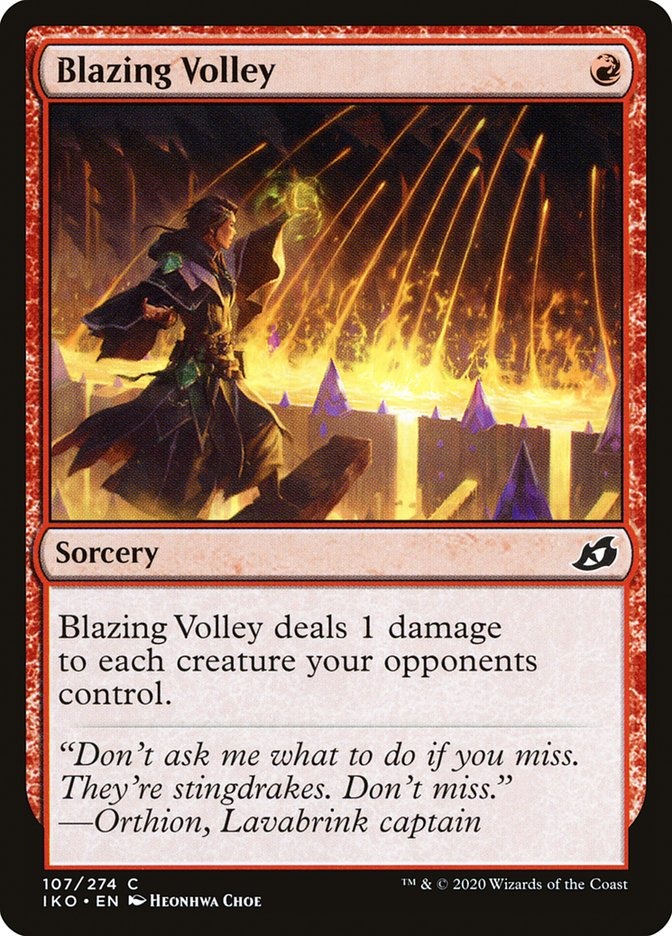 Blazing Volley
Sorcery
Blazing Volley deals 1 damage
to each creature your opponents
control.
“Don’t ask me what to do if you miss.
They’re stingdrakes. Don’t miss.”
—Orthion, Lavabrink captain
107/274 C
IKO • EN Heonhwa Choe
™ & © 2020 Wizards of the Coast